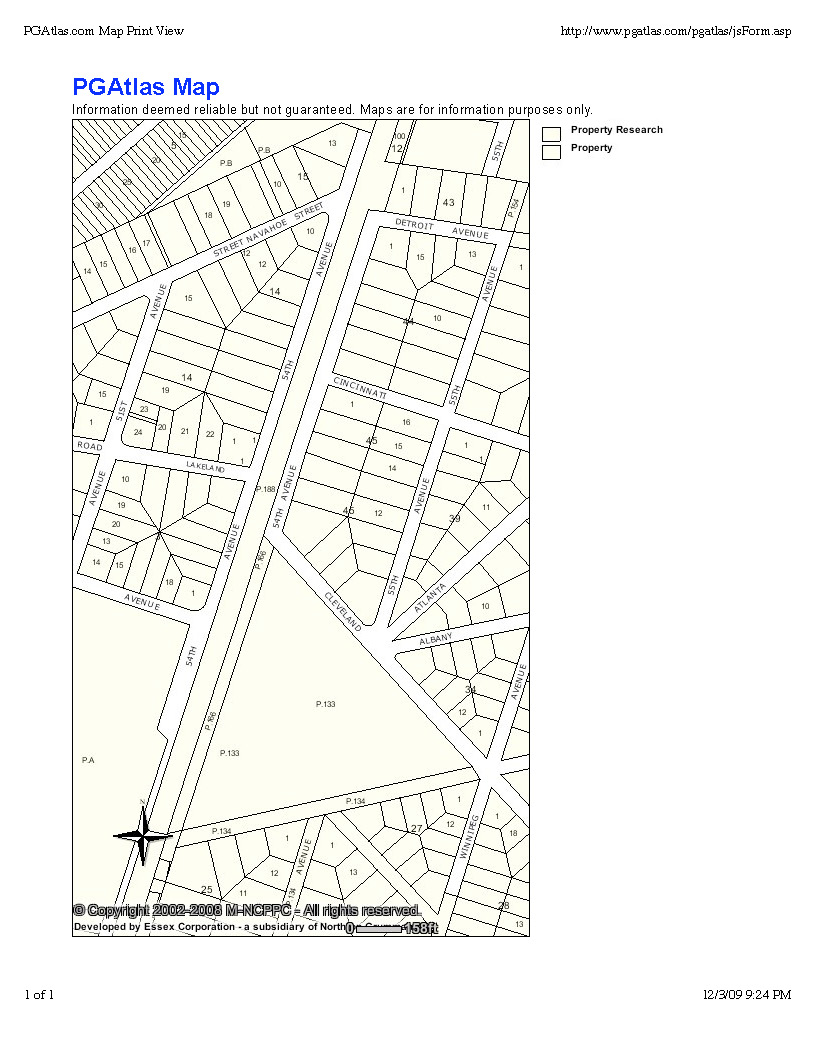 PGAtlas.com Map Print View
http://www.pgatlas.com/pgatlas/jsForm.asp
PGAtlas Map
Information deemed reliable but not guaranteed. Maps are for information purposes only.
Property Research
Property
15
5
20
25
30
P.B
P.B
13
100
12
55TH
15
10
1
43
P.154
19
18
STREET NAVAHOE STREET
DETROIT AVENUE
17
16
15
14
10
12
12
AVENUE
1
15
13
1
14
15
AVENUE
AVENUE
44
10
54TH
14
19
CINCINNATI
55TH
15
23
51ST
1
16
1
24
20
21
22
1
1
45
15
1
1
ROAD
LAKELAND
1
14
AVENUE
10
P.188
AVENUE
AVENUE
19
11
20
54TH
45
12
39
13
AVENUE
14
15
P.166
18
1
55TH
ATLANTA
AVENUE
CLEVELAND
10
ALBANY
54TH
AVENUE
34
P.133
12
P.166
1
P.133
P.A
N
P.134
1
P.134
27
12
WINNIPEG
1
18
1
AVENUE
1
12
13
25
11
P.134
28
13
© Copyright 2002-2008 M-NCPPC - All rights reserved.
Developed by Essex Corporation - a subsidiary of
0 158ft
1 of 1
12/3/09 9:24 PM